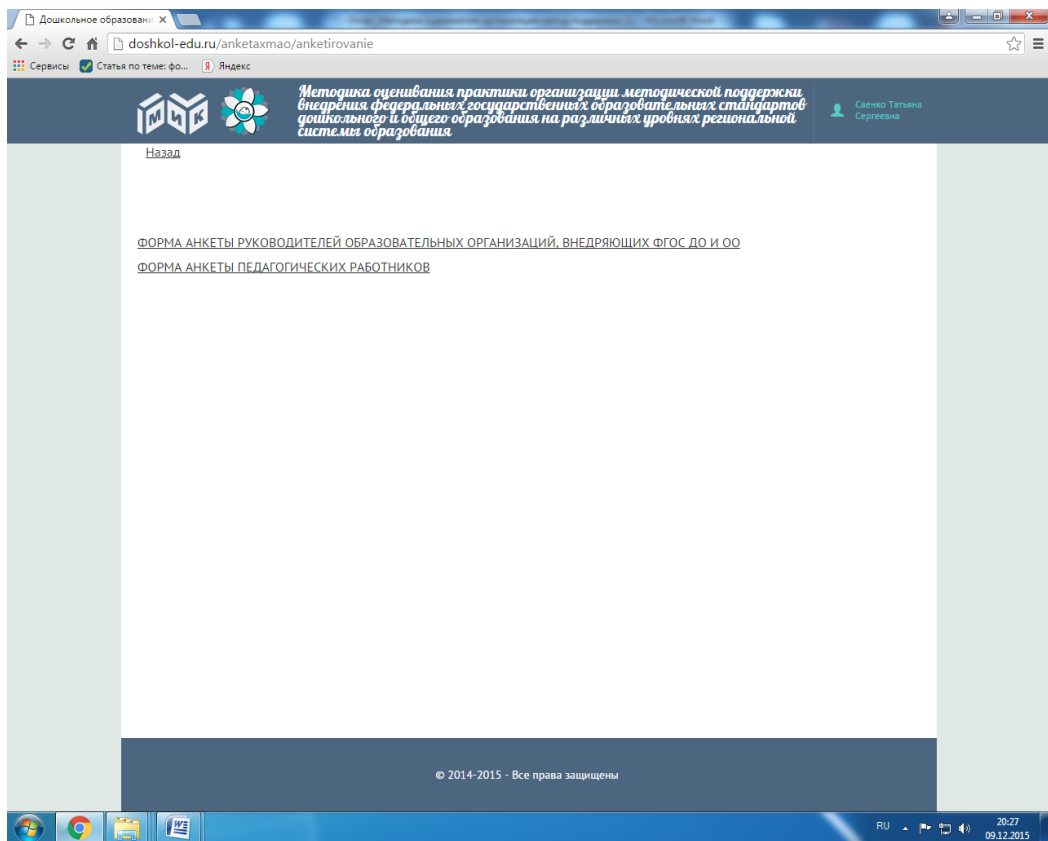 Дошкольное образовани
doshkol-edu.ru/anketaxmao/anketirovanie
Сервисы Статья по теме: фо... Яндекс
МИК
Методика оценивания практики организации методической поддержки
внедрения федеральных государственных образовательных стандартов
дошкольного и общего образования на различных уровнях региональной
системы образования
Саенко Татьяна
Сергеевна
Назад
ФОРМА АНКЕТЫ РУКОВОДИТЕЛЕЙ ОБРАЗОВАТЕЛЬНЫХ ОРГАНИЗАЦИЙ, ВНЕДРЯЮЩИХ ФГОС ДО И ОО
ФОРМА АНКЕТЫ ПЕДАГОГИЧЕСКИХ РАБОТНИКОВ
© 2014-2015 - Все права защищены
RU
20:27
09.12.2015